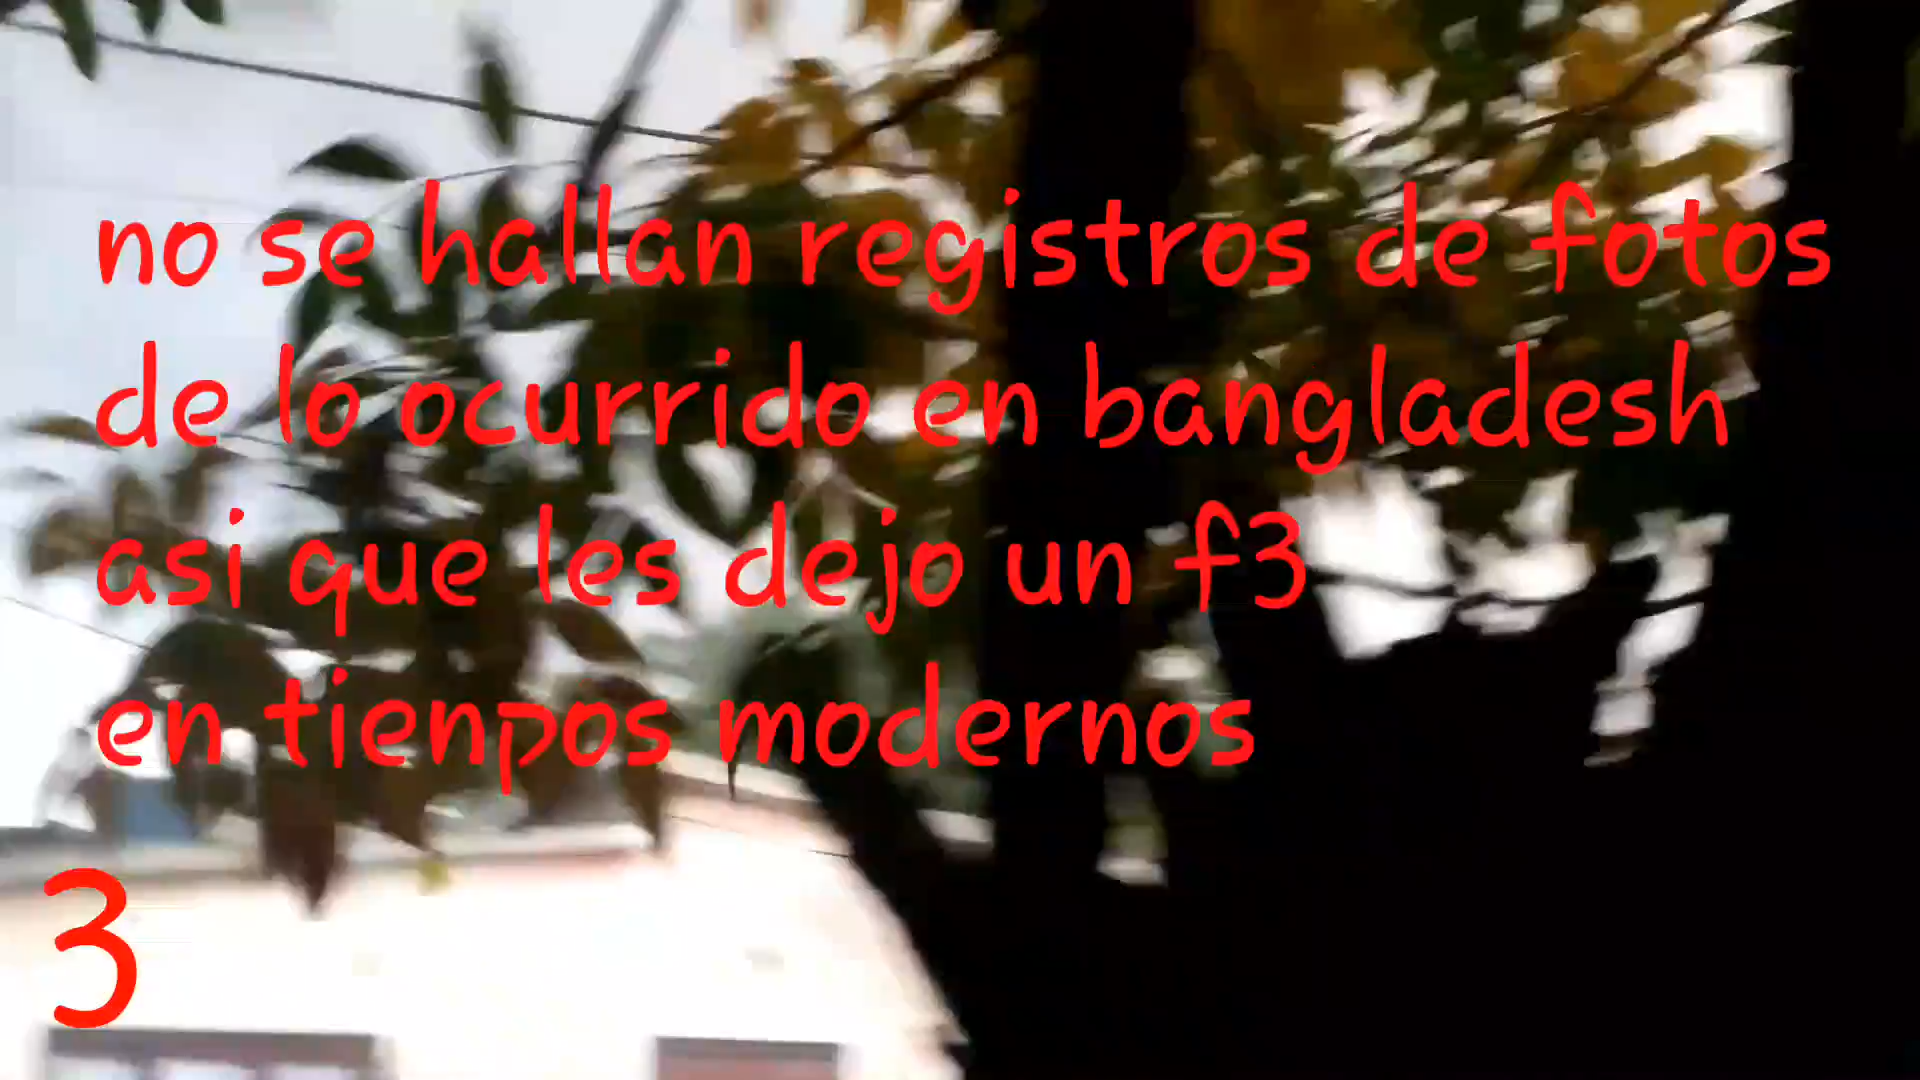 no se hallan registros de fotos
de lo ocurrido en bangladesh
asi que les dejo un f3
en tienpos modernos
3